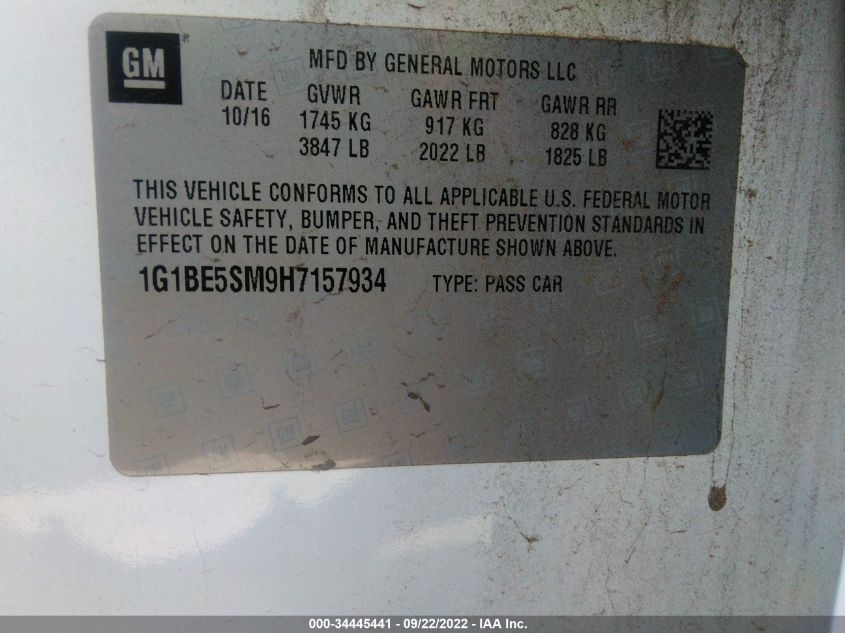 GM ®
MFD BY GENERAL MOTORS LLC
DATE GVWR GAWR FRT GAWR RR
10/16 1745 KG 917 KG 828 KG
3847 LB 2022 LB 1825 LB
THIS VEHICLE CONFORMS TO ALL APPLICABLE U.S. FEDERAL MOTOR
VEHICLE SAFETY, BUMPER, AND THEFT PREVENTION STANDARDS IN
EFFECT ON THE DATE OF MANUFACTURE SHOWN ABOVE.
1G1BE5SM9H7157934 TYPE: PASS CAR
000-34445441 - 09/22/2022 - IAA Inc.